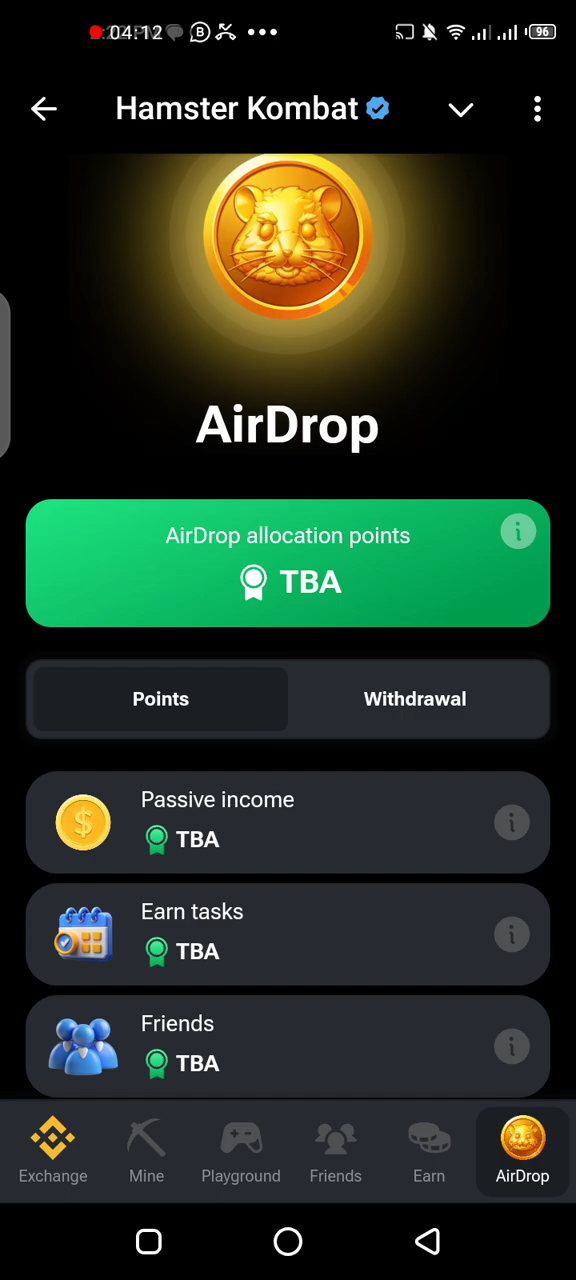 04:12
96
Hamster Kombat
AirDrop
AirDrop allocation points
TBA
Points
Withdrawal
Passive income
TBA
Earn tasks
TBA
Friends
TBA
Exchange
Mine
Playground
Friends
Earn
AirDrop